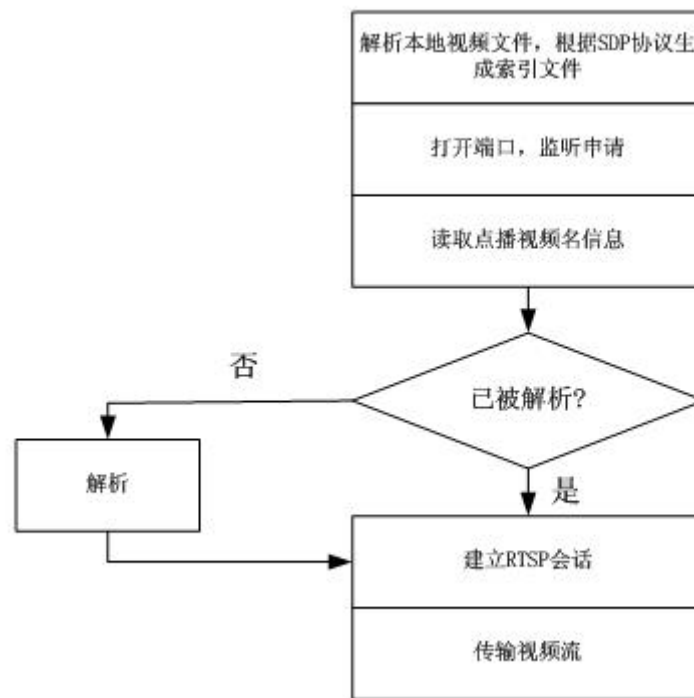 解析本地视频文件，根据SDP协议生
成索引文件
打开端口，监听申请
读取点播视频名信息
否
已被解析?
解析
是
建立RTSP会话
传输视频流